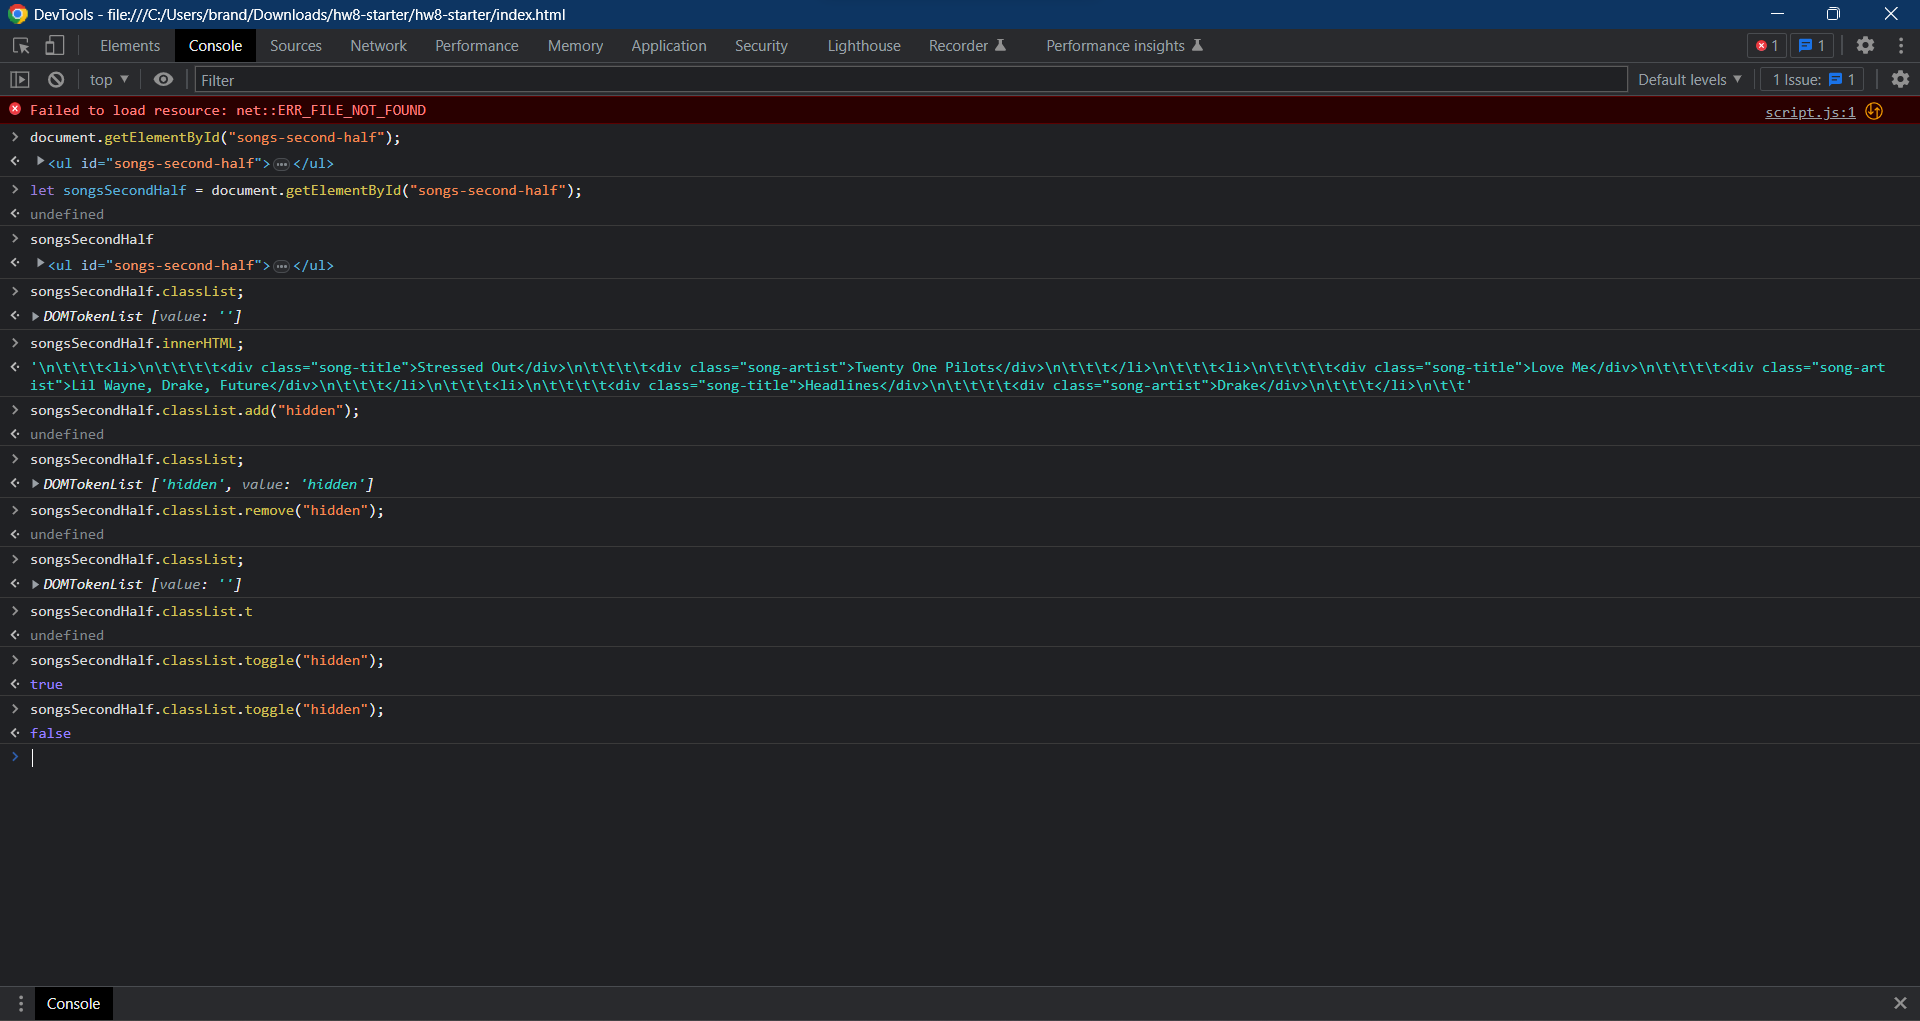 DevTools - file:///C:/Users/brand/Downloads/hw8-starter/hw8-starter/index.html
Elements Console Sources Network Performance Memory Application Security Lighthouse Recorder Performance insights 1 1
top Filter Default levels 1 Issue: 1
Failed to load resource: net::ERR_FILE_NOT_FOUND script.js:1
document.getElementById("songs-second-half");
<ul id="songs-second-half">…</ul>
let songsSecondHalf = document.getElementById("songs-second-half");
undefined
songsSecondHalf
<ul id="songs-second-half">…</ul>
songsSecondHalf.classList;
DOMTokenList [value: '']
songsSecondHalf.innerHTML;
'\n\t\t\t<li>\n\t\t\t\t<div class="song-title">Stressed Out</div>\n\t\t\t\t<div class="song-artist">Twenty One Pilots</div>\n\t\t\t</li>\n\t\t\t<li>\n\t\t\t\t<div class="song-title">Love Me</div>\n\t\t\t\t<div class="song-art
ist">Lil Wayne, Drake, Future</div>\n\t\t\t</li>\n\t\t\t<li>\n\t\t\t\t<div class="song-title">Headlines</div>\n\t\t\t\t<div class="song-artist">Drake</div>\n\t\t\t</li>\n\t\t'
songsSecondHalf.classList.add("hidden");
undefined
songsSecondHalf.classList;
DOMTokenList ['hidden', value: 'hidden']
songsSecondHalf.classList.remove("hidden");
undefined
songsSecondHalf.classList;
DOMTokenList [value: '']
songsSecondHalf.classList.t
undefined
songsSecondHalf.classList.toggle("hidden");
true
songsSecondHalf.classList.toggle("hidden");
false
Console